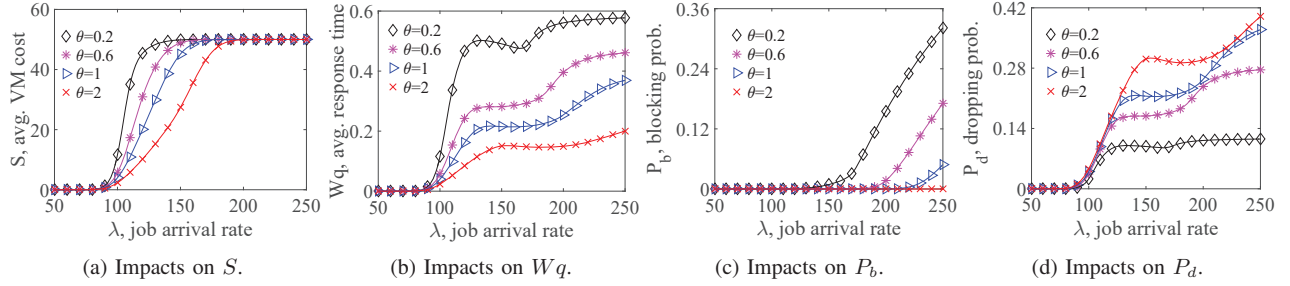 S, avg. VM cost
60
40
20
0
θ=0.2
θ=0.6
θ=1
θ=2
50 100 150 200 250
λ, job arrival rate
(a) Impacts on S.
Wq, avg. response time
0.6
0.4
0.2
0.0
θ=0.2
θ=0.6
θ=1
θ=2
50 100 150 200 250
λ, job arrival rate
(b) Impacts on Wq.
P_b, blocking prob.
0.36
0.24
0.12
0
θ=0.2
θ=0.6
θ=1
θ=2
50 100 150 200 250
λ, job arrival rate
(c) Impacts on P_b.
P_d, dropping prob.
0.42
0.28
0.14
0
θ=0.2
θ=0.6
θ=1
θ=2
50 100 150 200 250
λ, job arrival rate
(d) Impacts on P_d.